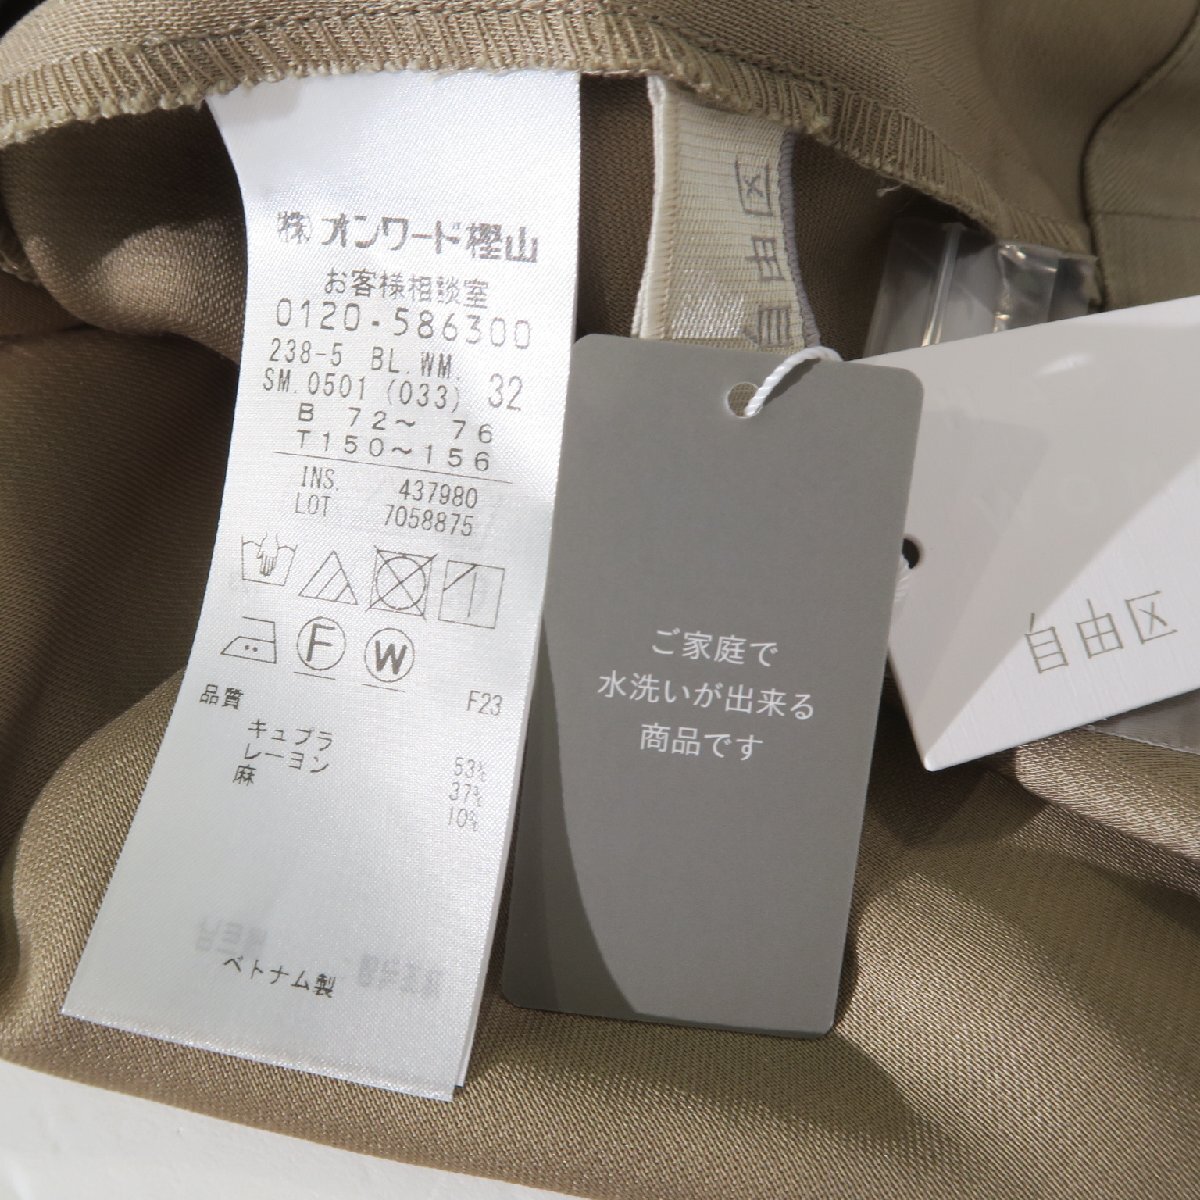 ㈱オンワード樫山
お客様相談室
0120-586300
238-5 BL.WM.
SM.0501 (033) 32
B 72〜 76
T150〜156
INS. 437980
LOT 7058875
F
W
品質 F23
キュプラ 53%
レーヨン 37%
麻 10%
ベトナム製
自由区
ご家庭で
水洗いが出来る
商品です
自由区